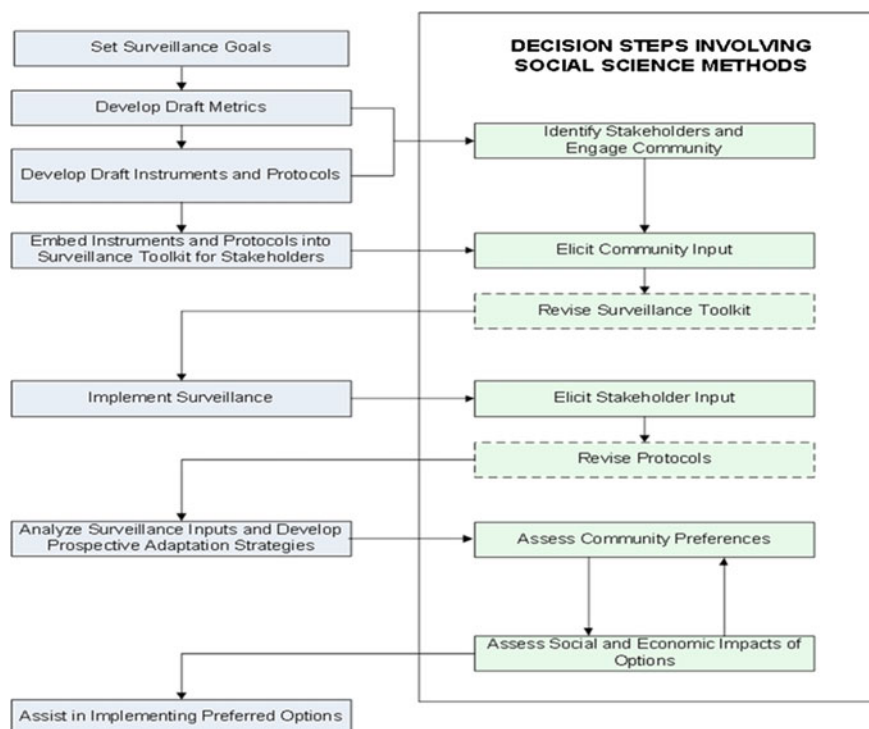 Set Surveillance Goals
DECISION STEPS INVOLVING
SOCIAL SCIENCE METHODS
Develop Draft Metrics
Identify Stakeholders and
Engage Community
Develop Draft Instruments and Protocols
Embed Instruments and Protocols into
Surveillance Toolkit for Stakeholders
Elicit Community Input
Revise Surveillance Toolkit
Implement Surveillance
Elicit Stakeholder Input
Revise Protocols
Analyze Surveillance Inputs and Develop
Prospective Adaptation Strategies
Assess Community Preferences
Assess Social and Economic Impacts of
Options
Assist in Implementing Preferred Options